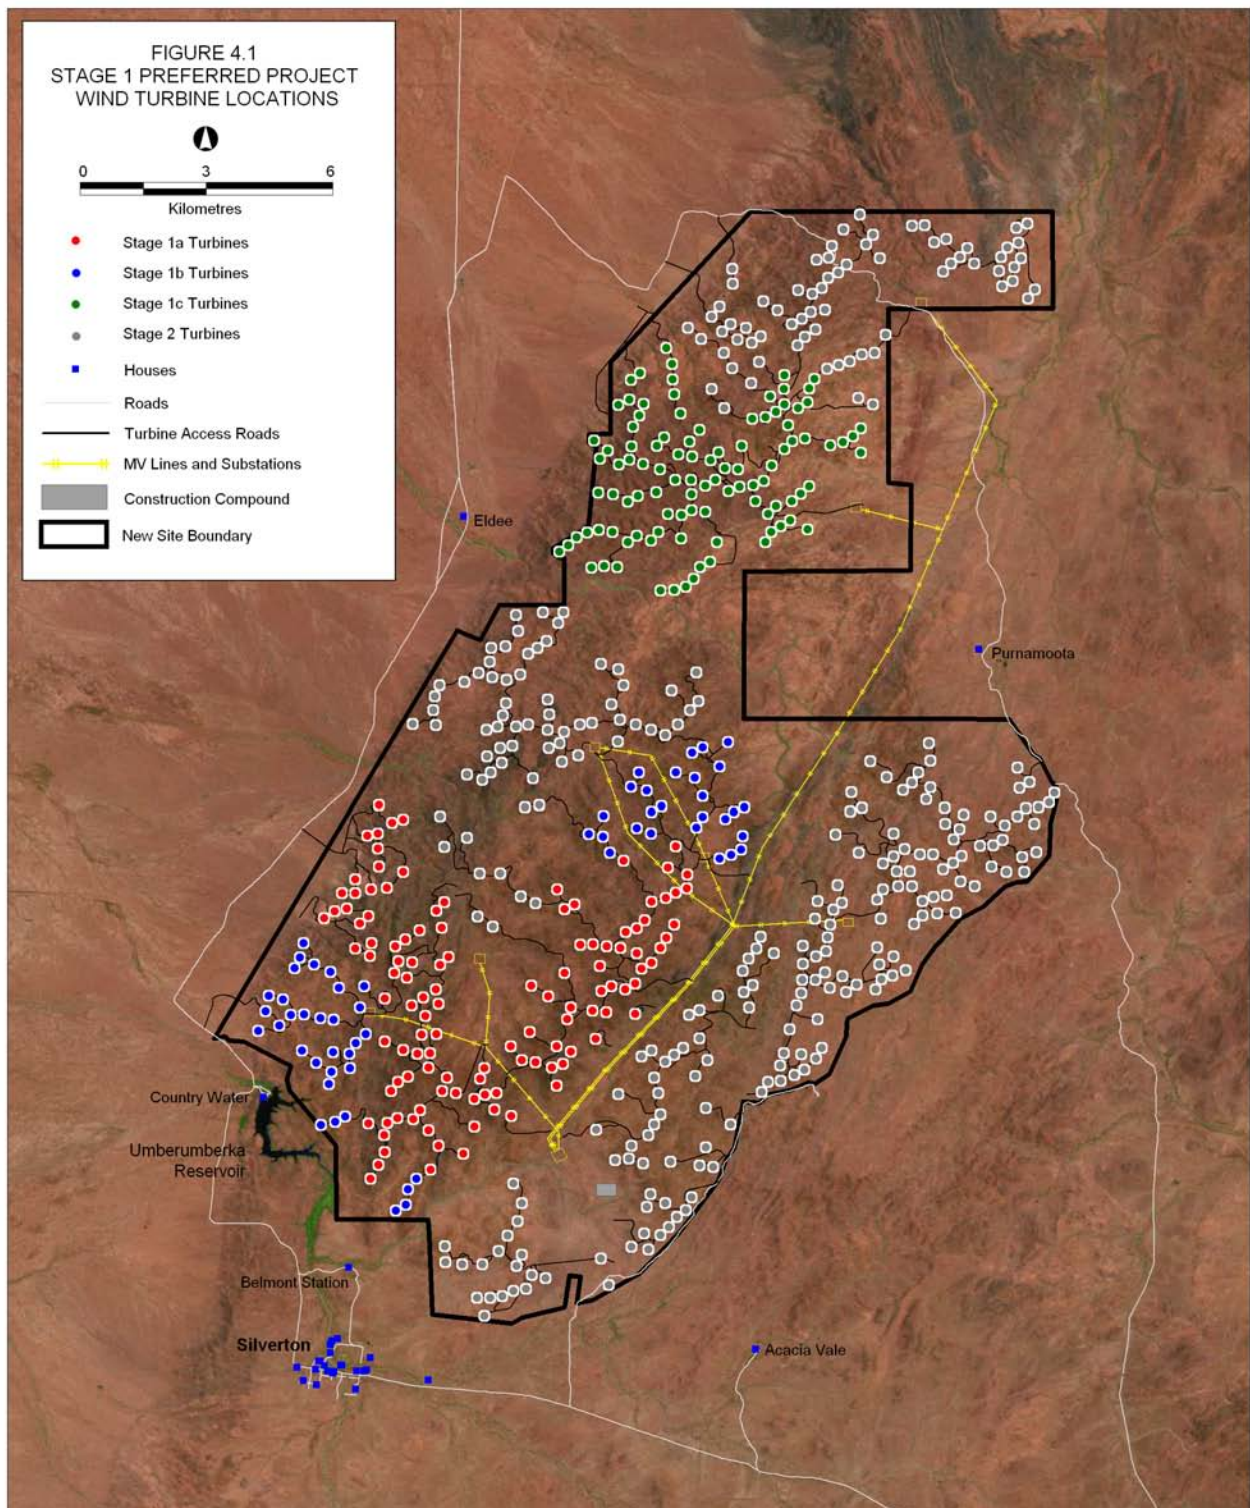 FIGURE 4.1
STAGE 1 PREFERRED PROJECT
WIND TURBINE LOCATIONS
0 3 6
Kilometres
Stage 1a Turbines
Stage 1b Turbines
Stage 1c Turbines
Stage 2 Turbines
Houses
Roads
Turbine Access Roads
MV Lines and Substations
Construction Compound
New Site Boundary
Eldee
Purnamoota
Country Water
Umberumberka
Reservoir
Belmont Station
Silverton
Acacia Vale